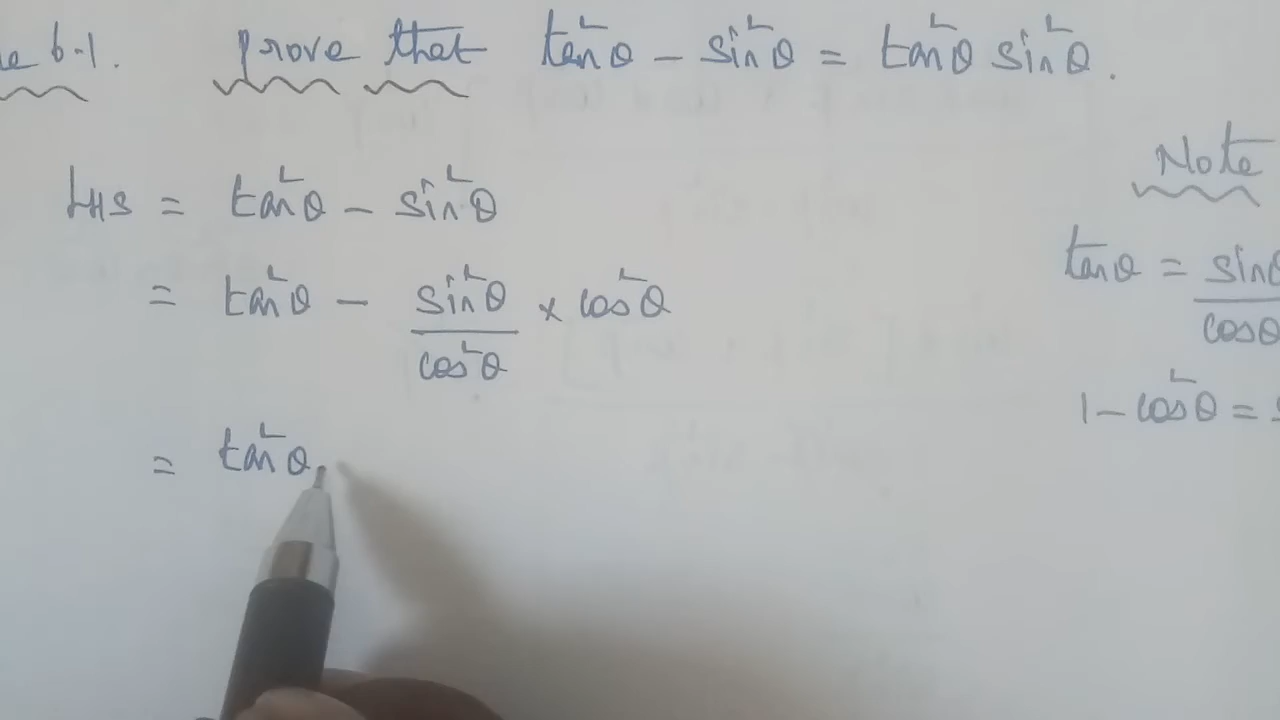 6.1. Prove that tan²θ – sin²θ = tan²θ sin²θ.
Note
LHS = tan²θ – sin²θ
tanθ = sinθ/cosθ
= tan²θ – sin²θ/cos²θ × cos²θ
1 – cos²θ =
= tan²θ